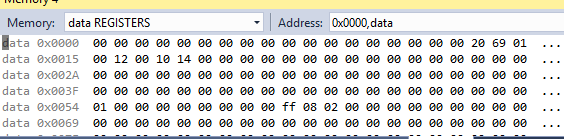 Memory 4
Memory: data REGISTERS Address: 0x0000,data
data 0x0000 00 00 00 00 00 00 00 00 00 00 00 00 00 00 00 00 00 00 20 69 01 ...
data 0x0015 00 12 00 10 14 00 00 00 00 00 00 00 00 00 00 00 00 00 00 00 00 ...
data 0x002A 00 00 00 00 00 00 00 00 00 00 00 00 00 00 00 00 00 00 00 00 00 ...
data 0x003F 00 00 00 00 00 00 00 00 00 00 00 00 00 00 00 00 00 00 00 00 00 ...
data 0x0054 01 00 00 00 00 00 00 00 00 ff 08 02 00 00 00 00 00 00 00 00 00 ...
data 0x0069 00 00 00 00 00 00 00 00 00 00 00 00 00 00 00 00 00 00 00 00 00 ...